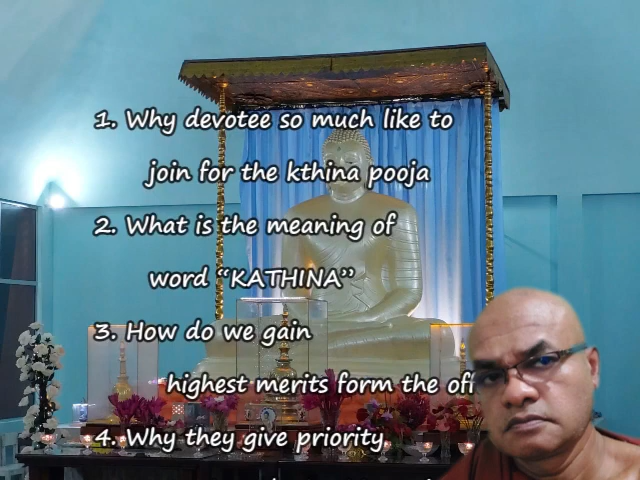 1. Why devotee so much like to
join for the kthina pooja
2. What is the meaning of
word “KATHINA”
3. How do we gain
highest merits form the
4. Why they give priority